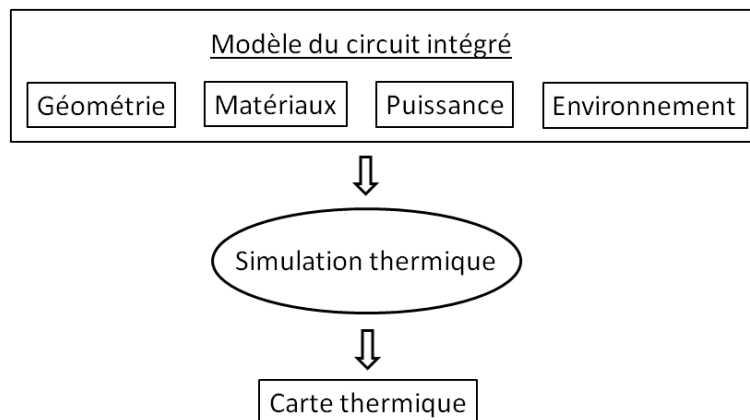 Modèle du circuit intégré
Géométrie Matériaux Puissance Environnement
Simulation thermique
Carte thermique